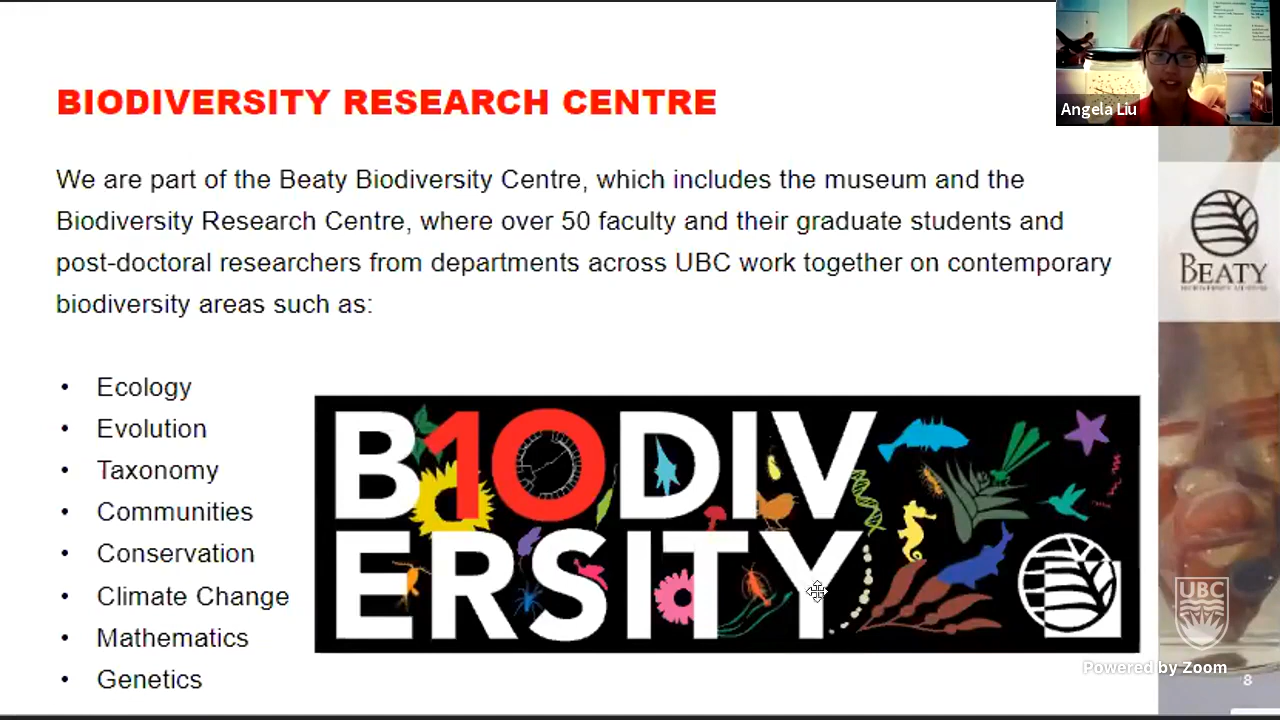 BIODIVERSITY RESEARCH CENTRE
Angela Liu
We are part of the Beaty Biodiversity Centre, which includes the museum and the
Biodiversity Research Centre, where over 50 faculty and their graduate students and
post-doctoral researchers from departments across UBC work together on contemporary
biodiversity areas such as:
• Ecology
• Evolution
• Taxonomy
• Communities
• Conservation
• Climate Change
• Mathematics
• Genetics
B10DIV
ERSITY
BEATY
BIODIVERSITY MUSEUM
UBC
Powered by Zoom
8